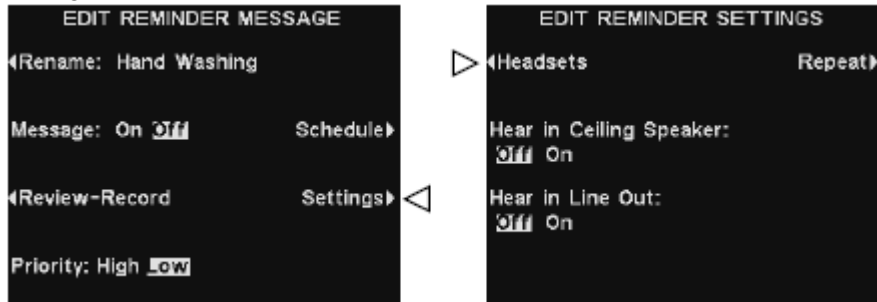 EDIT REMINDER MESSAGE
Rename: Hand Washing
Message: On Off Schedule
Review-Record Settings
Priority: High Low
EDIT REMINDER SETTINGS
Headsets Repeat
Hear in Ceiling Speaker:
Off On
Hear in Line Out:
Off On